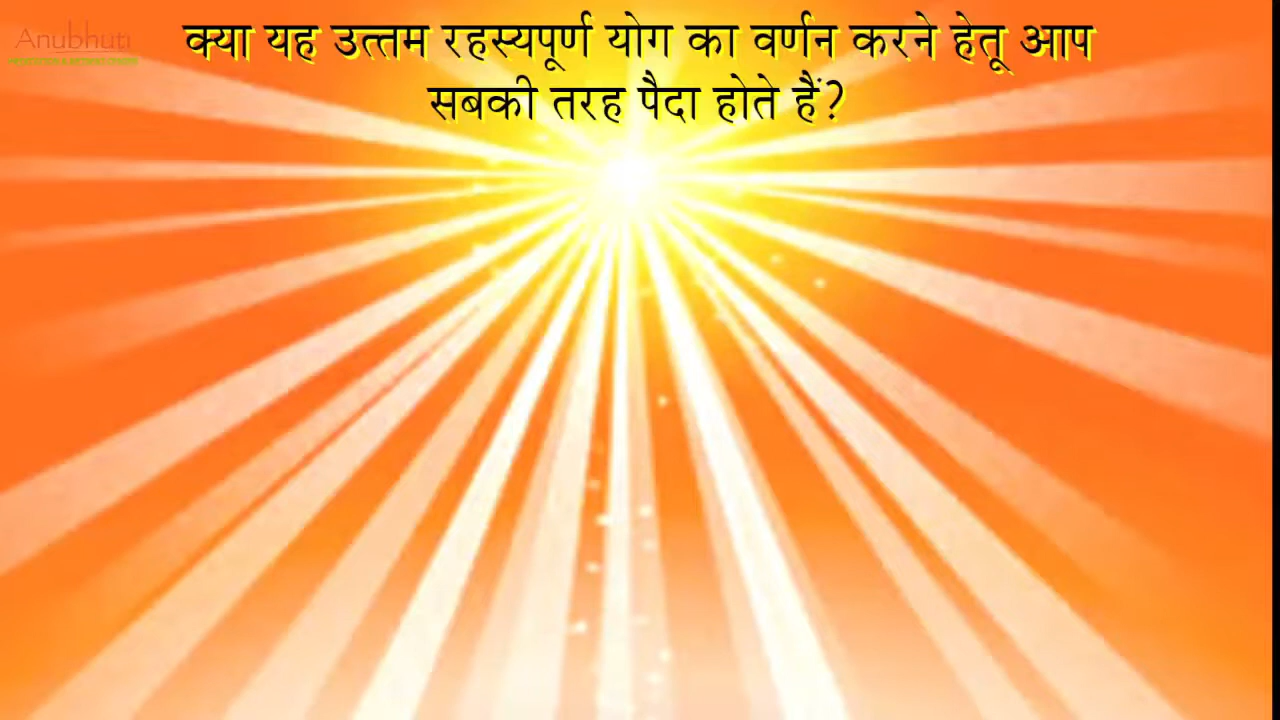 Anubhuti
क्या यह उत्तम रहस्यपूर्ण योग का वर्णन करने हेतू आप
सबकी तरह पैदा होते हैं?